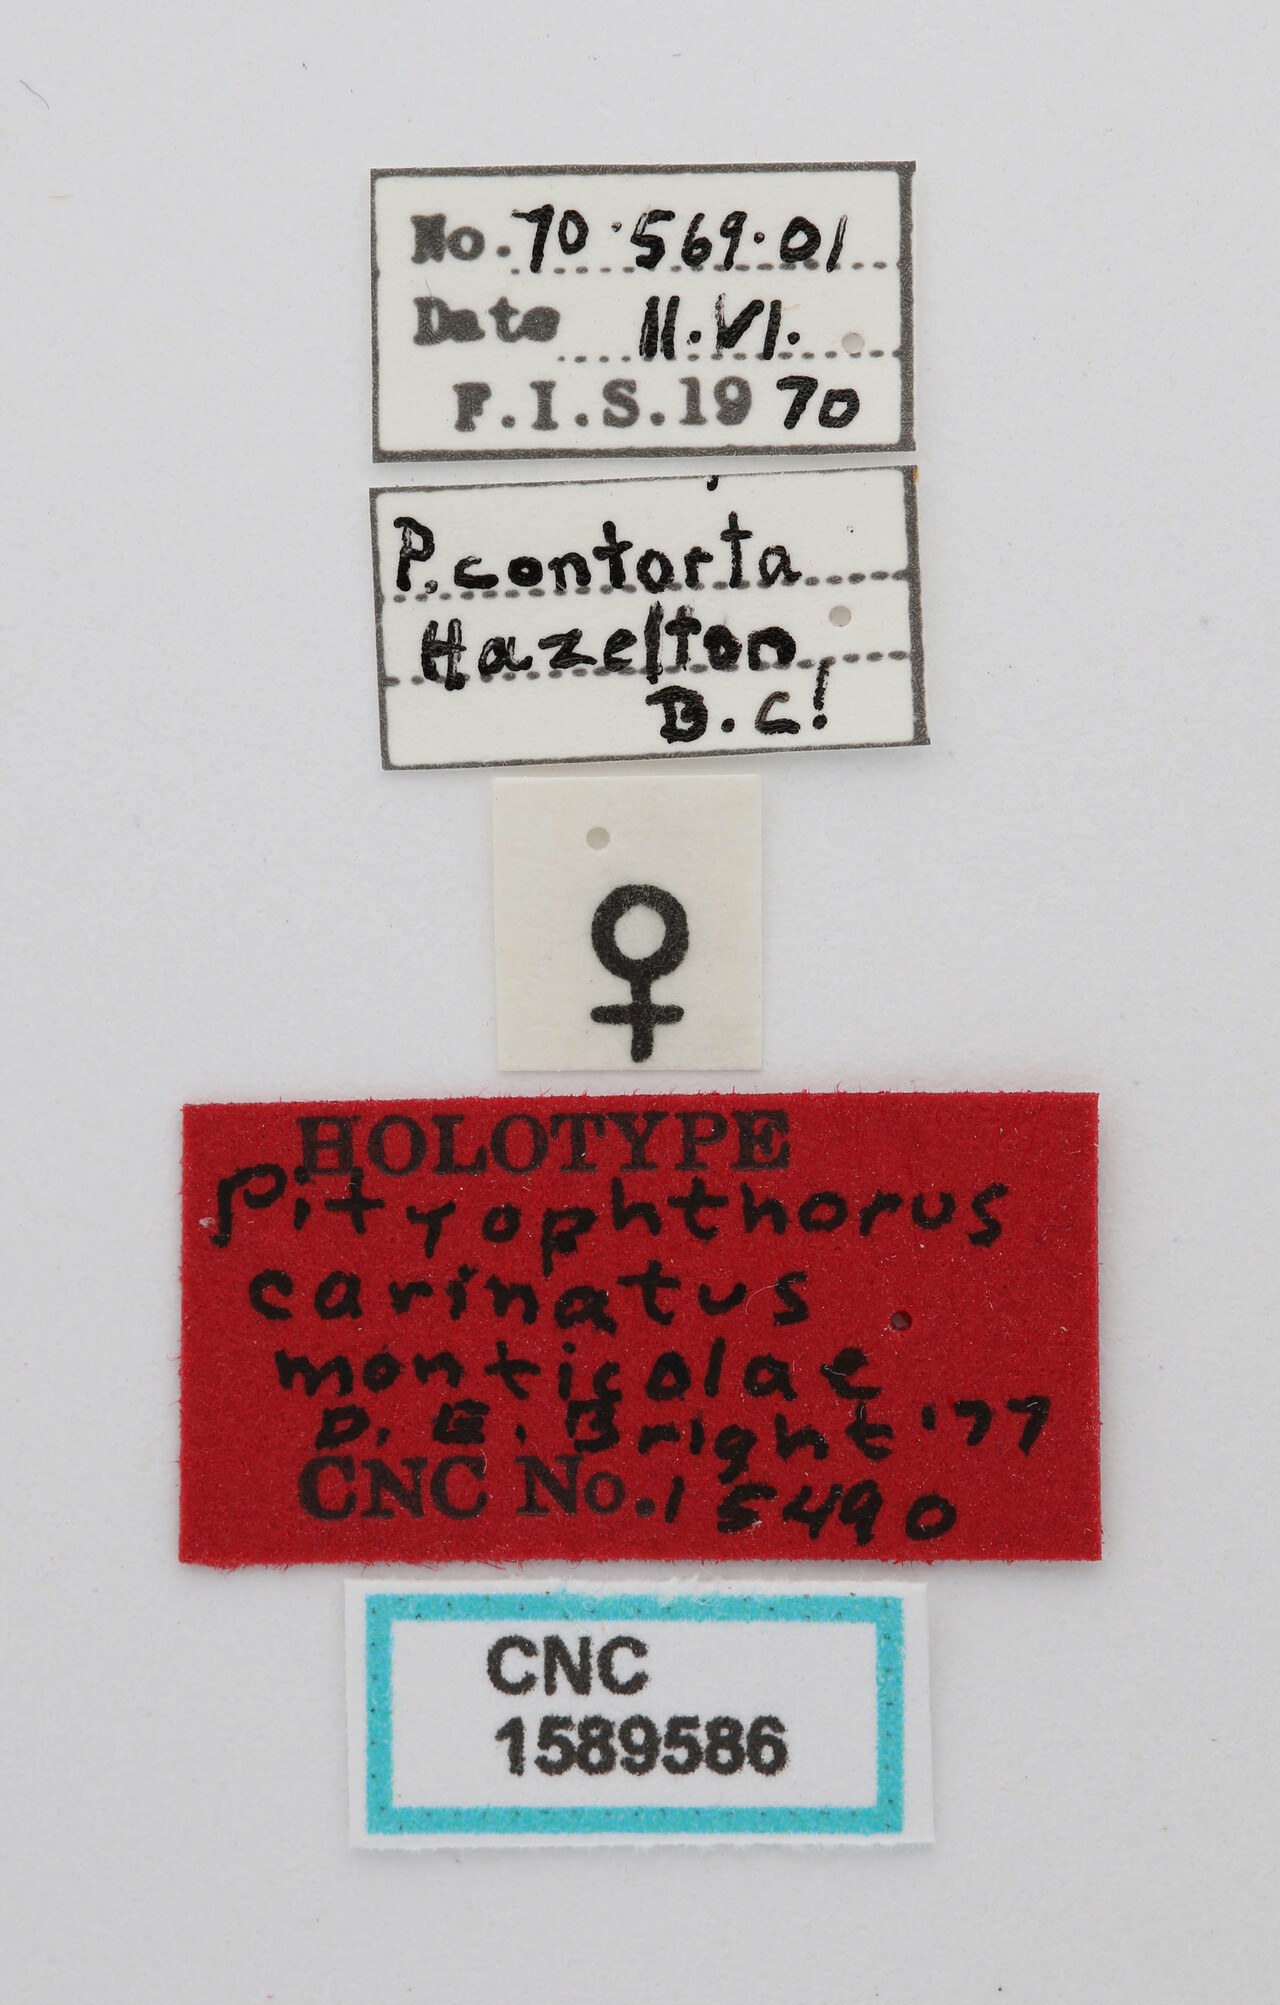 No. 70·569·01
Date 11.VI.
F.I.S.1970
P. contorta
Hazelton
B.C.
♀
HOLOTYPE
Pityophthorus
carinatus
monticolae
D. E. Bright '77
CNC No. 15490
CNC
1589586